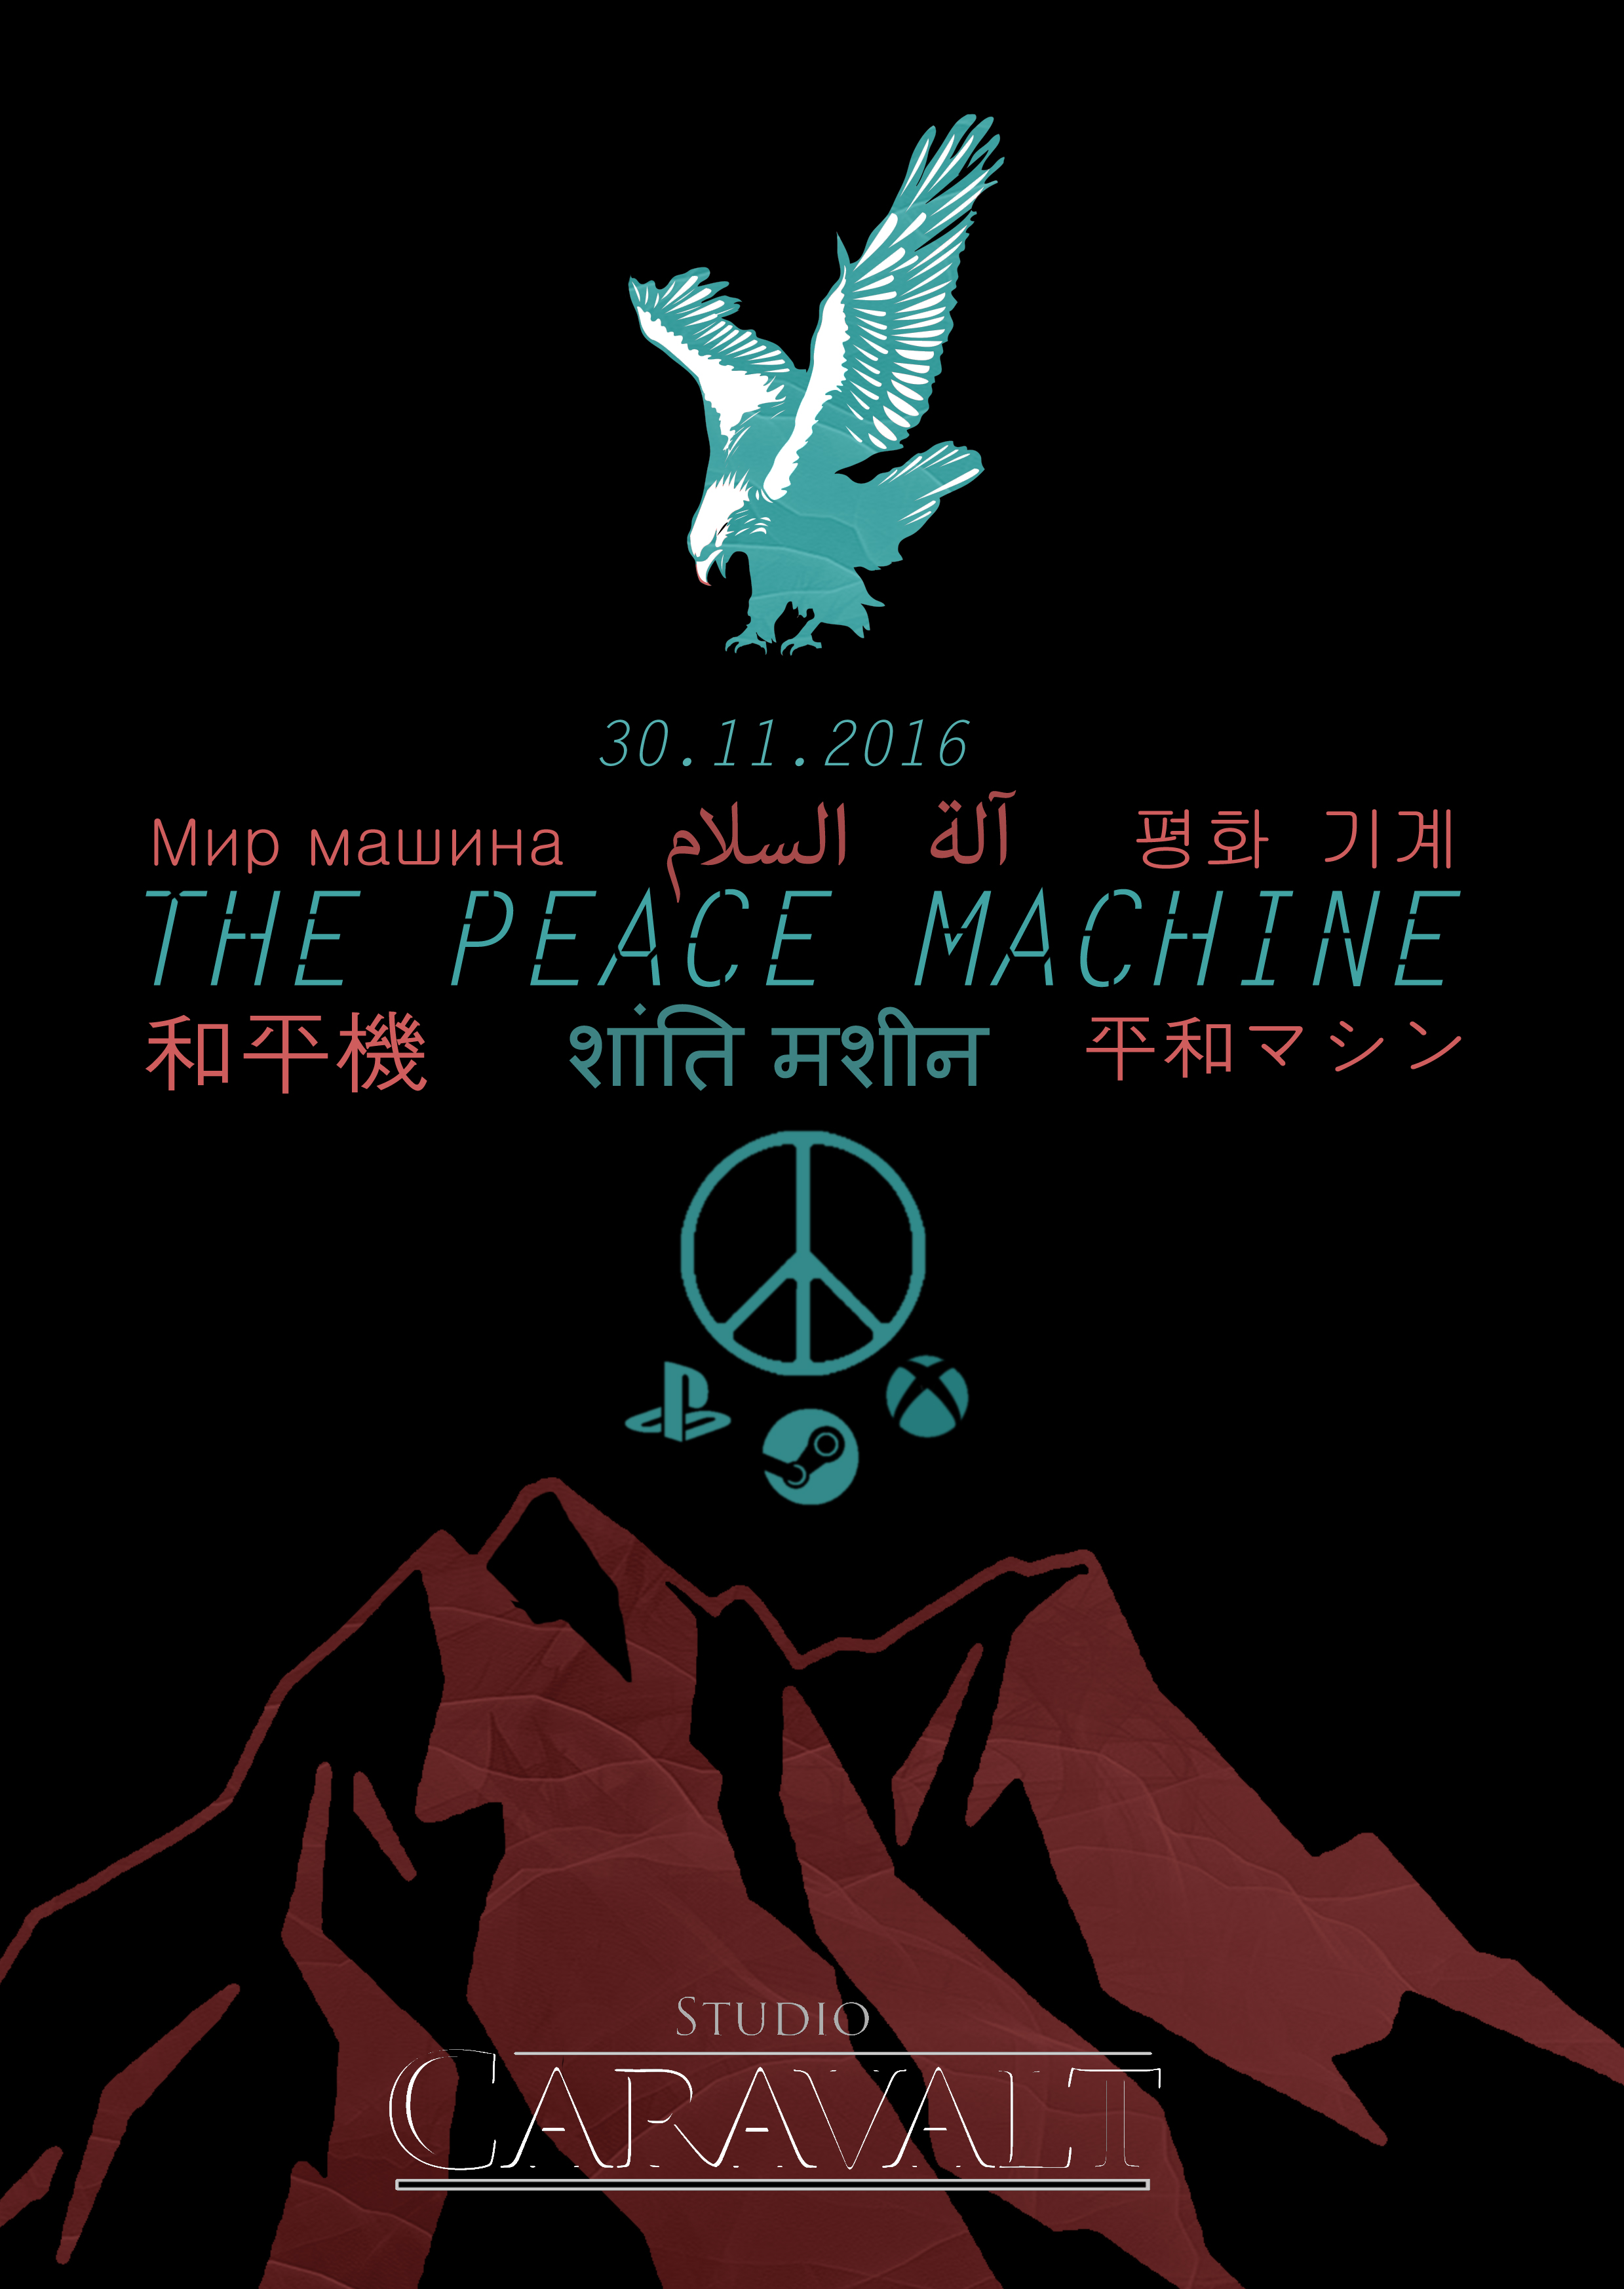 30.11.2016
Мир машина آلة السلام 평화 기계
THE PEACE MACHINE
和平機 शांति मशीन 平和マシン
STUDIO
CARAVALT